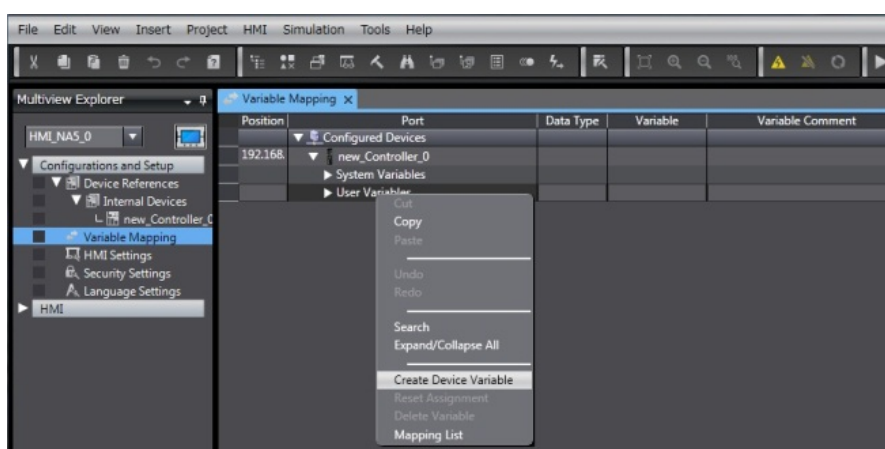 File Edit View Insert Project HMI Simulation Tools Help
Multiview Explorer
HMI_NA5_0
Configurations and Setup
Device References
Internal Devices
new_Controller_0
Variable Mapping
HMI Settings
Security Settings
Language Settings
HMI
Variable Mapping
Position Port Data Type Variable Variable Comment
Configured Devices
192.168. new_Controller_0
System Variables
User Variables
Cut
Copy
Paste
Undo
Redo
Search
Expand/Collapse All
Create Device Variable
Reset Assignment
Delete Variable
Mapping List